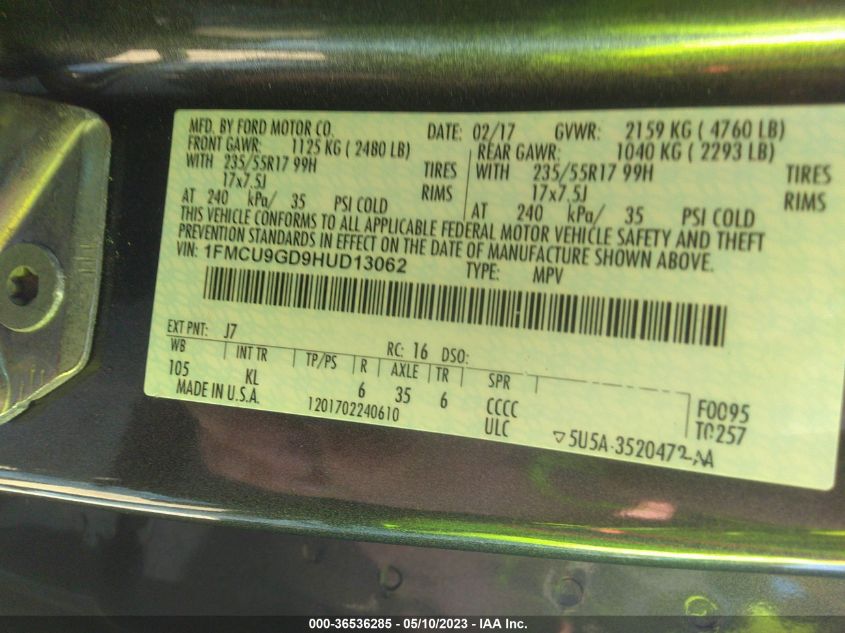 MFD. BY FORD MOTOR CO. DATE: 02/17 GVWR: 2159 KG ( 4760 LB)
FRONT GAWR: 1125 KG ( 2480 LB) REAR GAWR: 1040 KG ( 2293 LB)
WITH 235/55R17 99H TIRES WITH 235/55R17 99H TIRES
17x7.5J RIMS 17x7.5J RIMS
AT 240 kPa/ 35 PSI COLD AT 240 kPa/ 35 PSI COLD
THIS VEHICLE CONFORMS TO ALL APPLICABLE FEDERAL MOTOR VEHICLE SAFETY AND THEFT
PREVENTION STANDARDS IN EFFECT ON THE DATE OF MANUFACTURE SHOWN ABOVE.
VIN: 1FMCU9GD9HUD13062 TYPE: MPV
EXT PNT: J7 RC: 16 DSO:
WB INT TR TP/PS R AXLE TR SPR
105 KL 6 35 6 CCCC F0095
MADE IN U.S.A. 1201702240610 ULC T0257
▽5U5A-3520472-AA
000-36536285 - 05/10/2023 - IAA Inc.